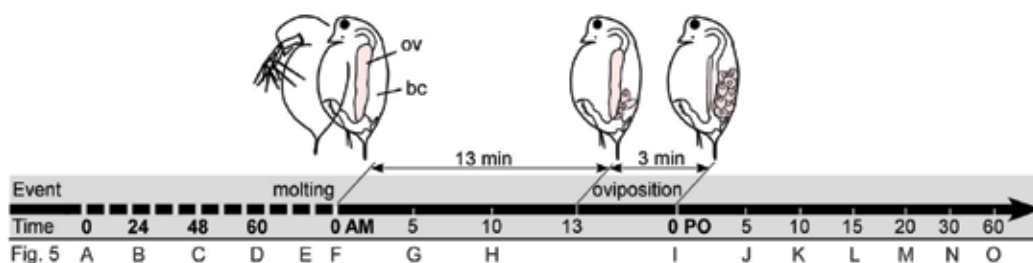 ov
bc
13 min
3 min
Event molting oviposition
Time 0 24 48 60 0 AM 5 10 13 0 PO 5 10 15 20 30 60
Fig. 5 A B C D E F G H I J K L M N O